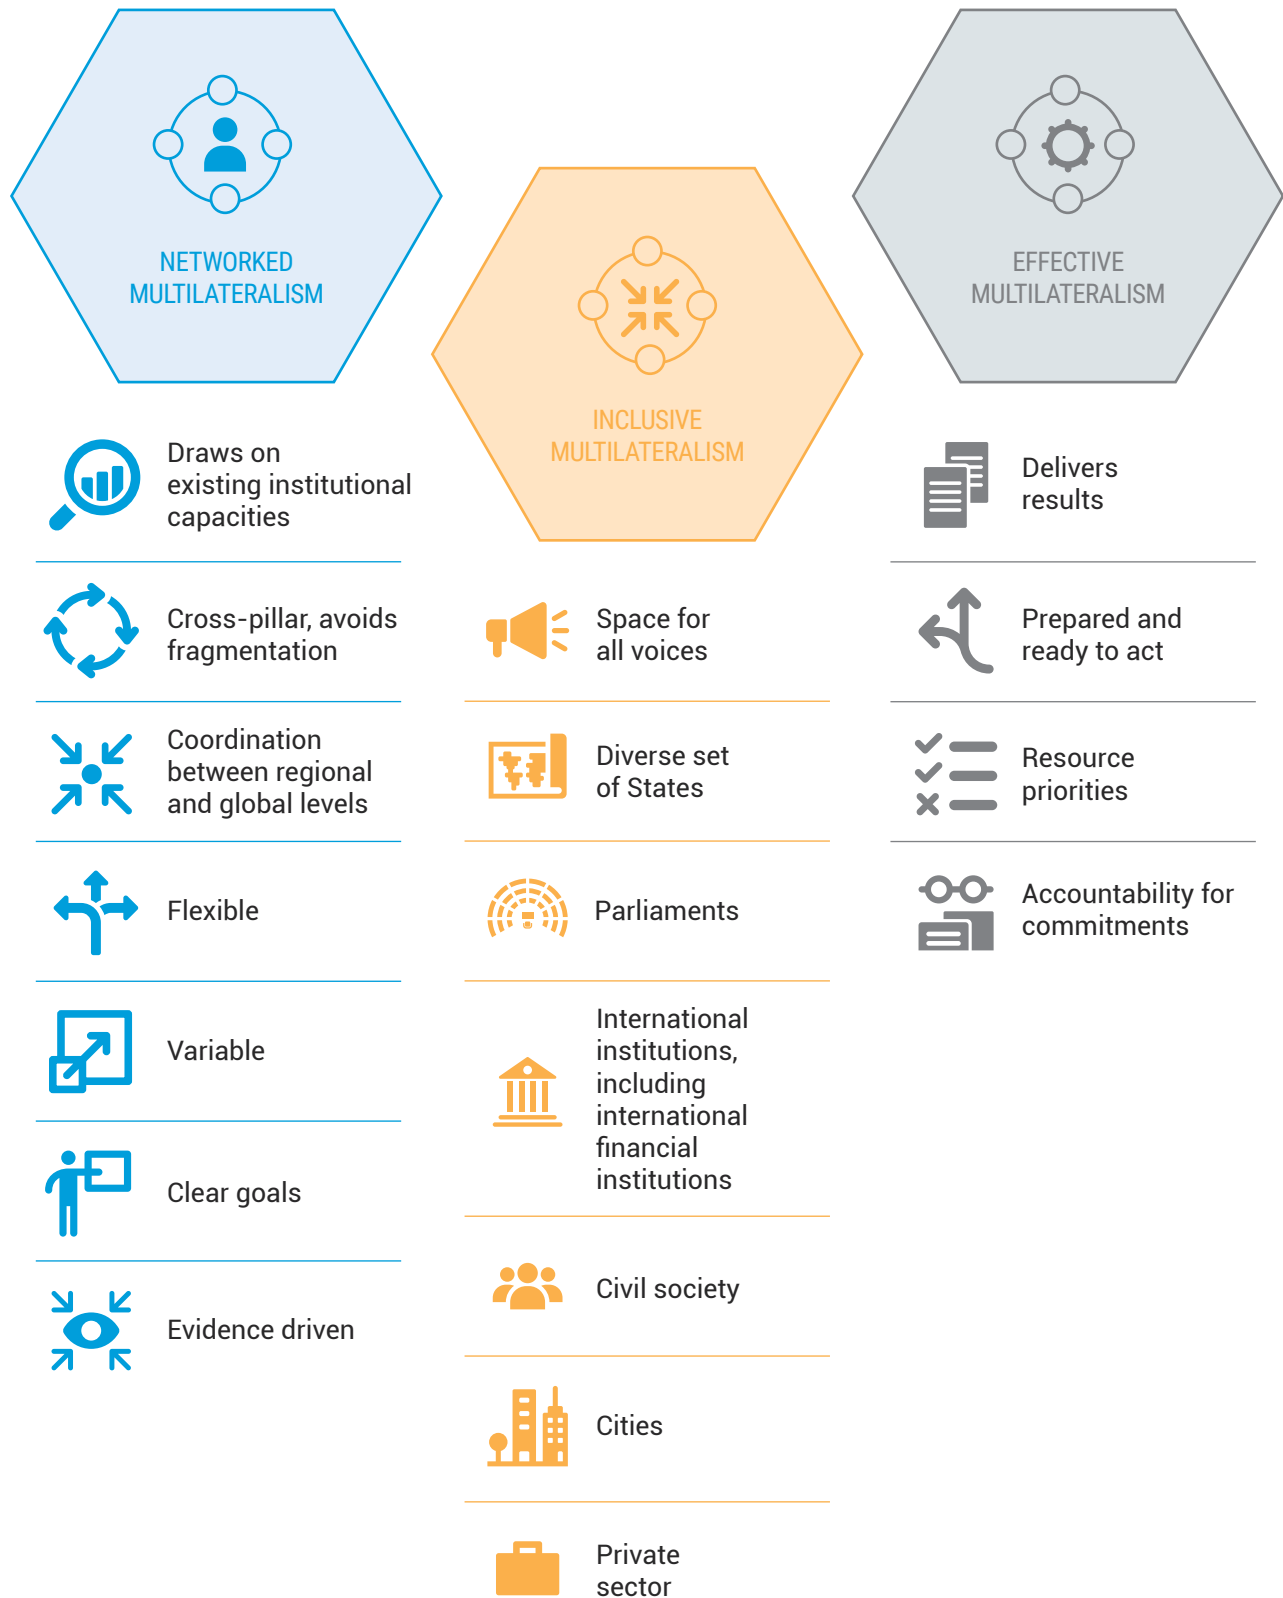 NETWORKED
MULTILATERALISM
Draws on
existing institutional
capacities
Cross-pillar, avoids
fragmentation
Coordination
between regional
and global levels
Flexible
Variable
Clear goals
Evidence driven
INCLUSIVE
MULTILATERALISM
Space for
all voices
Diverse set
of States
Parliaments
International
institutions,
including
international
financial
institutions
Civil society
Cities
Private
sector
EFFECTIVE
MULTILATERALISM
Delivers
results
Prepared and
ready to act
Resource
priorities
Accountability for
commitments